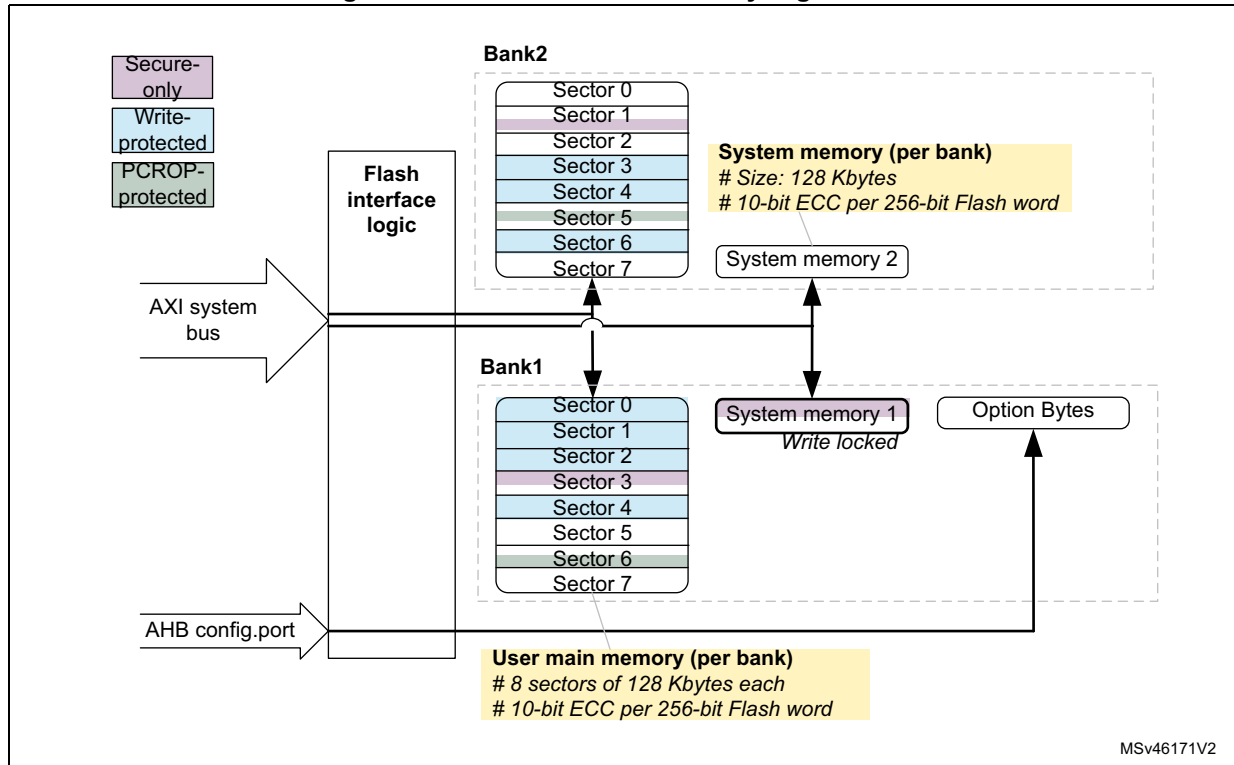 Secure-
only
Write-
protected
PCROP-
protected
Flash
interface
logic
AXI system
bus
AHB config.port
Bank2
Sector 0
Sector 1
Sector 2
Sector 3
Sector 4
Sector 5
Sector 6
Sector 7
System memory (per bank)
# Size: 128 Kbytes
# 10-bit ECC per 256-bit Flash word
System memory 2
Bank1
Sector 0
Sector 1
Sector 2
Sector 3
Sector 4
Sector 5
Sector 6
Sector 7
System memory 1
Write locked
Option Bytes
User main memory (per bank)
# 8 sectors of 128 Kbytes each
# 10-bit ECC per 256-bit Flash word
MSv46171V2